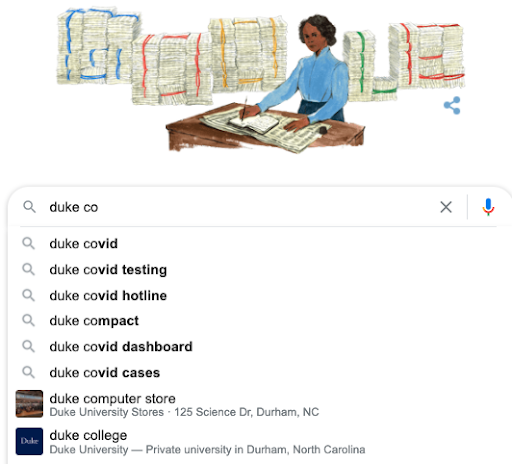 Google
duke co
duke covid
duke covid testing
duke covid hotline
duke compact
duke covid dashboard
duke covid cases
duke computer store
Duke University Stores · 125 Science Dr, Durham, NC
Duke
duke college
Duke University — Private university in Durham, North Carolina